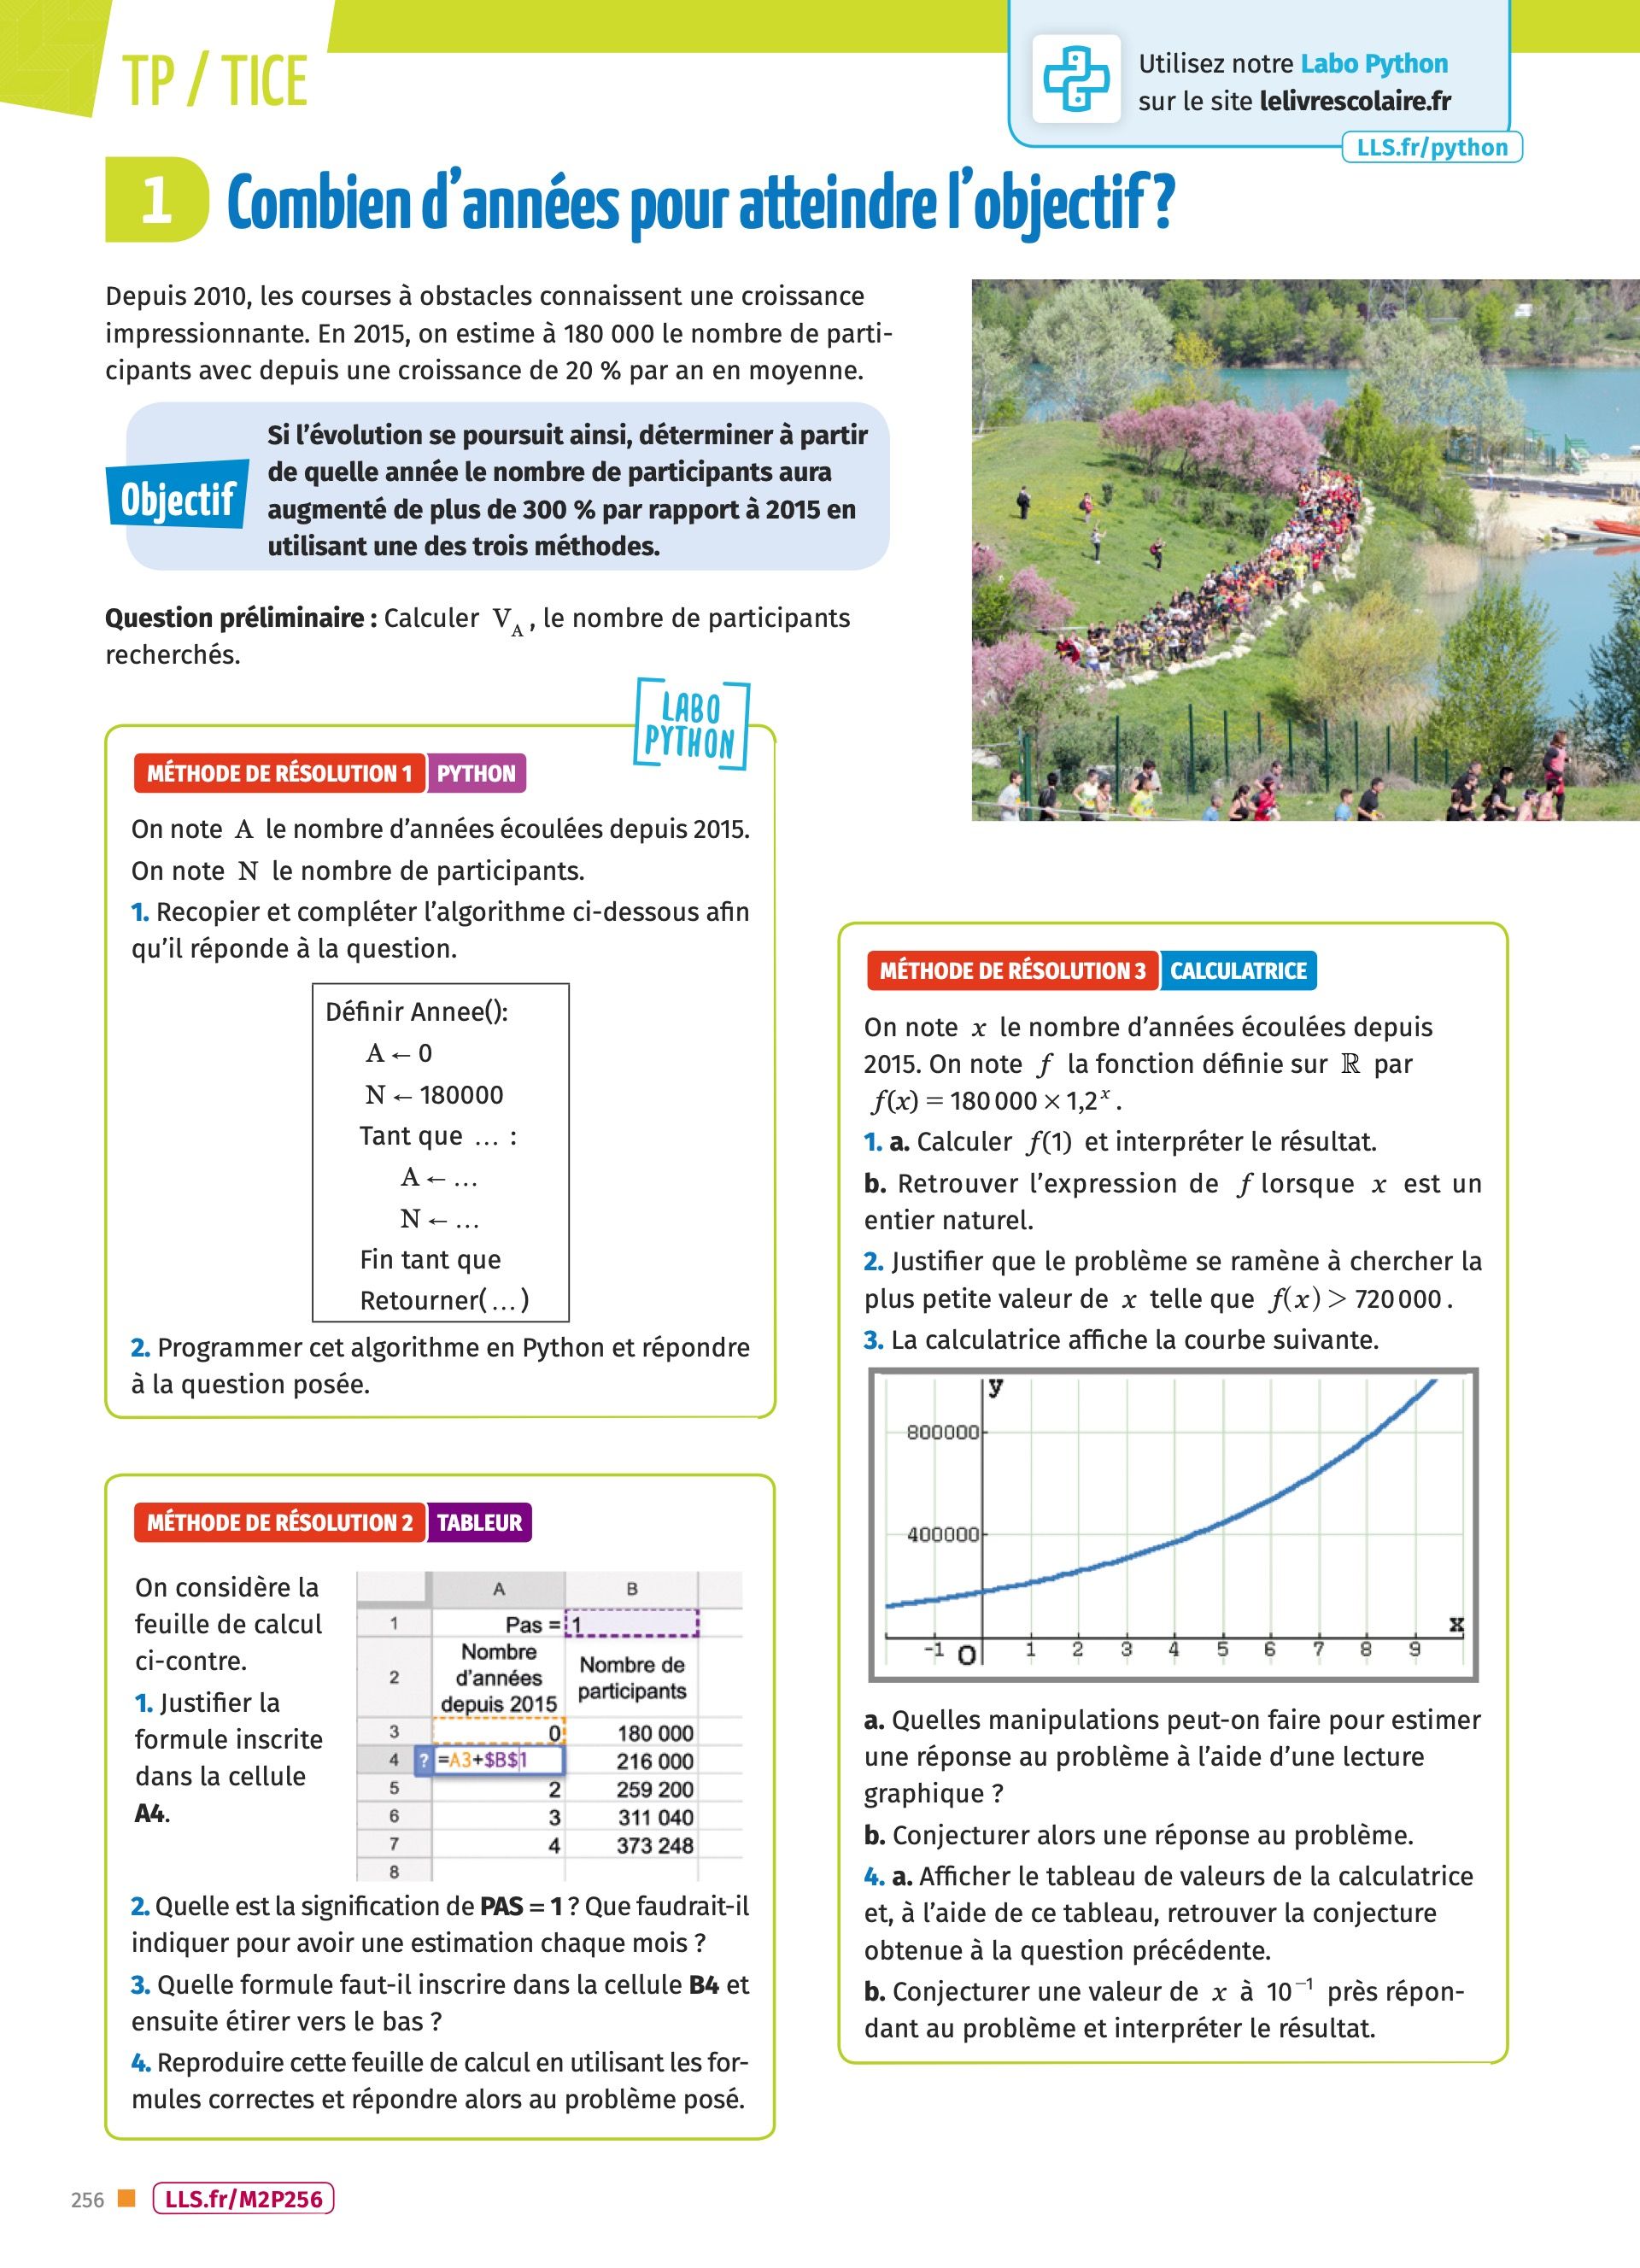 TP / TICE
Utilisez notre Labo Python
sur le site lelivrescolaire.fr
LLS.fr/python
1 Combien d'années pour atteindre l'objectif ?
Depuis 2010, les courses à obstacles connaissent une croissance
impressionnante. En 2015, on estime à 180 000 le nombre de parti-
cipants avec depuis une croissance de 20 % par an en moyenne.
Objectif
Si l'évolution se poursuit ainsi, déterminer à partir
de quelle année le nombre de participants aura
augmenté de plus de 300 % par rapport à 2015 en
utilisant une des trois méthodes.
Question préliminaire : Calculer V_A, le nombre de participants
recherchés.
LABO
PYTHON
MÉTHODE DE RÉSOLUTION 1 PYTHON
On note A le nombre d'années écoulées depuis 2015.
On note N le nombre de participants.
1. Recopier et compléter l'algorithme ci-dessous afin
qu'il réponde à la question.
Définir Annee():
A ← 0
N ← 180000
Tant que … :
A ← …
N ← …
Fin tant que
Retourner( … )
2. Programmer cet algorithme en Python et répondre
à la question posée.
MÉTHODE DE RÉSOLUTION 2 TABLEUR
On considère la
feuille de calcul
ci-contre.
1. Justifier la
formule inscrite
dans la cellule
A4.
A B
1 Pas = 1
2 Nombre d'années depuis 2015 Nombre de participants
3 0 180 000
4 ? =A3+$B$1 216 000
5 2 259 200
6 3 311 040
7 4 373 248
8
2. Quelle est la signification de PAS = 1 ? Que faudrait-il
indiquer pour avoir une estimation chaque mois ?
3. Quelle formule faut-il inscrire dans la cellule B4 et
ensuite étirer vers le bas ?
4. Reproduire cette feuille de calcul en utilisant les for-
mules correctes et répondre alors au problème posé.
MÉTHODE DE RÉSOLUTION 3 CALCULATRICE
On note x le nombre d'années écoulées depuis
2015. On note f la fonction définie sur ℝ par
f(x) = 180 000 × 1,2ˣ .
1. a. Calculer f(1) et interpréter le résultat.
b. Retrouver l'expression de f lorsque x est un
entier naturel.
2. Justifier que le problème se ramène à chercher la
plus petite valeur de x telle que f(x) > 720 000 .
3. La calculatrice affiche la courbe suivante.
y
800000
400000
x
-1 O 1 2 3 4 5 6 7 8 9
a. Quelles manipulations peut-on faire pour estimer
une réponse au problème à l'aide d'une lecture
graphique ?
b. Conjecturer alors une réponse au problème.
4. a. Afficher le tableau de valeurs de la calculatrice
et, à l'aide de ce tableau, retrouver la conjecture
obtenue à la question précédente.
b. Conjecturer une valeur de x à 10⁻¹ près répon-
dant au problème et interpréter le résultat.
256
LLS.fr/M2P256